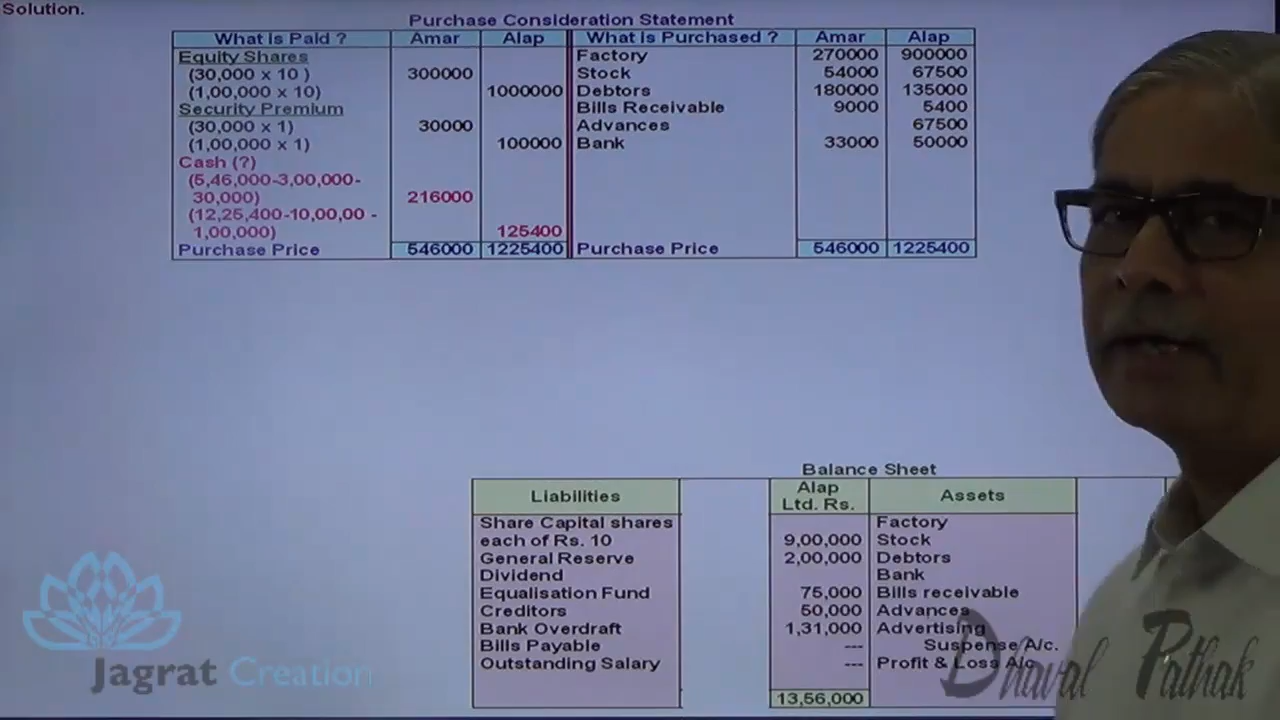 Solution.
Purchase Consideration Statement
What is Paid ? Amar Alap What is Purchased ? Amar Alap
Equity Shares Factory 270000 900000
(30,000 x 10 ) 300000 Stock 54000 67500
(1,00,000 x 10) 1000000 Debtors 180000 135000
Security Premium Bills Receivable 9000 5400
(30,000 x 1) 30000 Advances 67500
(1,00,000 x 1) 100000 Bank 33000 50000
Cash (?)
(5,46,000-3,00,000-
30,000) 216000
(12,25,400-10,00,00 -
1,00,000) 125400
Purchase Price 546000 1225400 Purchase Price 546000 1225400
Balance Sheet
Liabilities Alap Ltd. Rs. Assets
Share Capital shares Factory
each of Rs. 10 9,00,000 Stock
General Reserve 2,00,000 Debtors
Dividend Bank
Equalisation Fund 75,000 Bills receivable
Creditors 50,000 Advances
Bank Overdraft 1,31,000 Advertising
Bills Payable --- Suspense A/c.
Outstanding Salary --- Profit & Loss A/c
13,56,000
Jagrat Creation
Dhaval Pathak